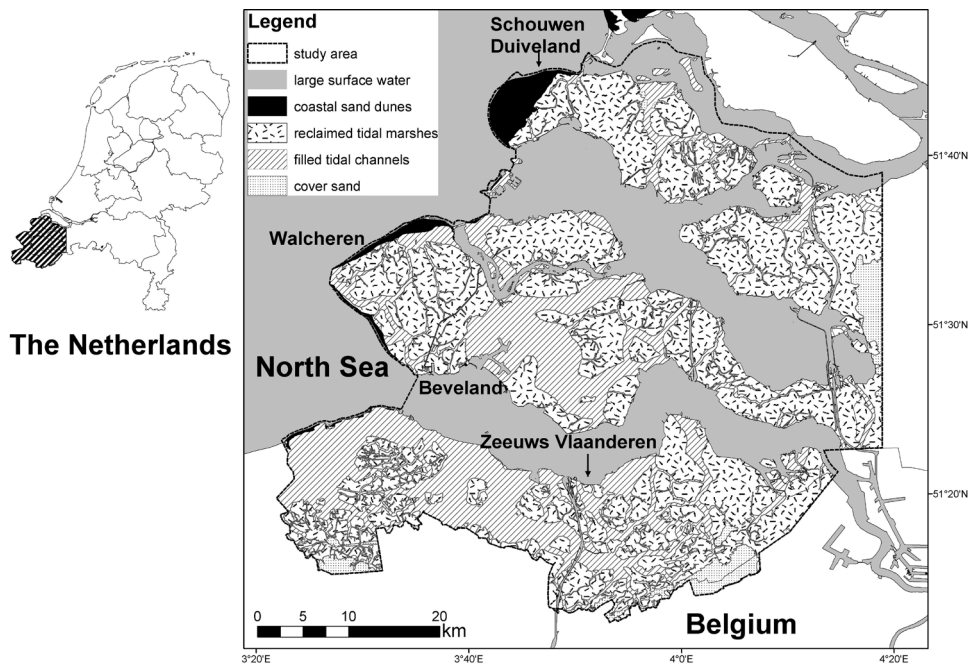 Legend
study area
large surface water
coastal sand dunes
reclaimed tidal marshes
filled tidal channels
cover sand
Schouwen
Duiveland
Walcheren
The Netherlands
North Sea
Beveland
Zeeuws Vlaanderen
Belgium
0 5 10 20
km
51°40'N
51°30'N
51°20'N
3°20'E 3°40'E 4°0'E 4°20'E